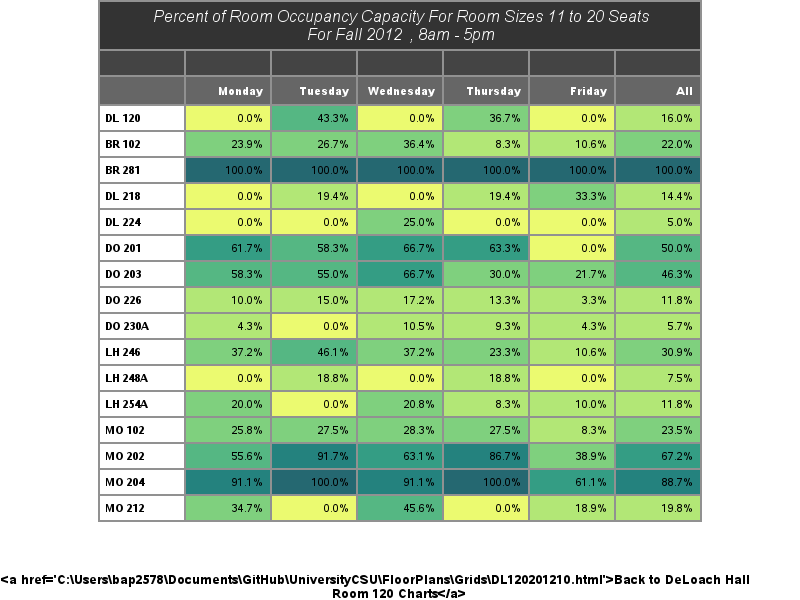 Percent of Room Occupancy Capacity For Room Sizes 11 to 20 Seats
For Fall 2012 , 8am - 5pm
Monday Tuesday Wednesday Thursday Friday All
DL 120 0.0% 43.3% 0.0% 36.7% 0.0% 16.0%
BR 102 23.9% 26.7% 36.4% 8.3% 10.6% 22.0%
BR 281 100.0% 100.0% 100.0% 100.0% 100.0% 100.0%
DL 218 0.0% 19.4% 0.0% 19.4% 33.3% 14.4%
DL 224 0.0% 0.0% 25.0% 0.0% 0.0% 5.0%
DO 201 61.7% 58.3% 66.7% 63.3% 0.0% 50.0%
DO 203 58.3% 55.0% 66.7% 30.0% 21.7% 46.3%
DO 226 10.0% 15.0% 17.2% 13.3% 3.3% 11.8%
DO 230A 4.3% 0.0% 10.5% 9.3% 4.3% 5.7%
LH 246 37.2% 46.1% 37.2% 23.3% 10.6% 30.9%
LH 248A 0.0% 18.8% 0.0% 18.8% 0.0% 7.5%
LH 254A 20.0% 0.0% 20.8% 8.3% 10.0% 11.8%
MO 102 25.8% 27.5% 28.3% 27.5% 8.3% 23.5%
MO 202 55.6% 91.7% 63.1% 86.7% 38.9% 67.2%
MO 204 91.1% 100.0% 91.1% 100.0% 61.1% 88.7%
MO 212 34.7% 0.0% 45.6% 0.0% 18.9% 19.8%
&lt;a href='C:\Users\bap2578\Documents\GitHub\UniversityCSU\FloorPlans\Grids\DL120201210.html'&gt;Back to DeLoach Hall
Room 120 Charts&lt;/a&gt;